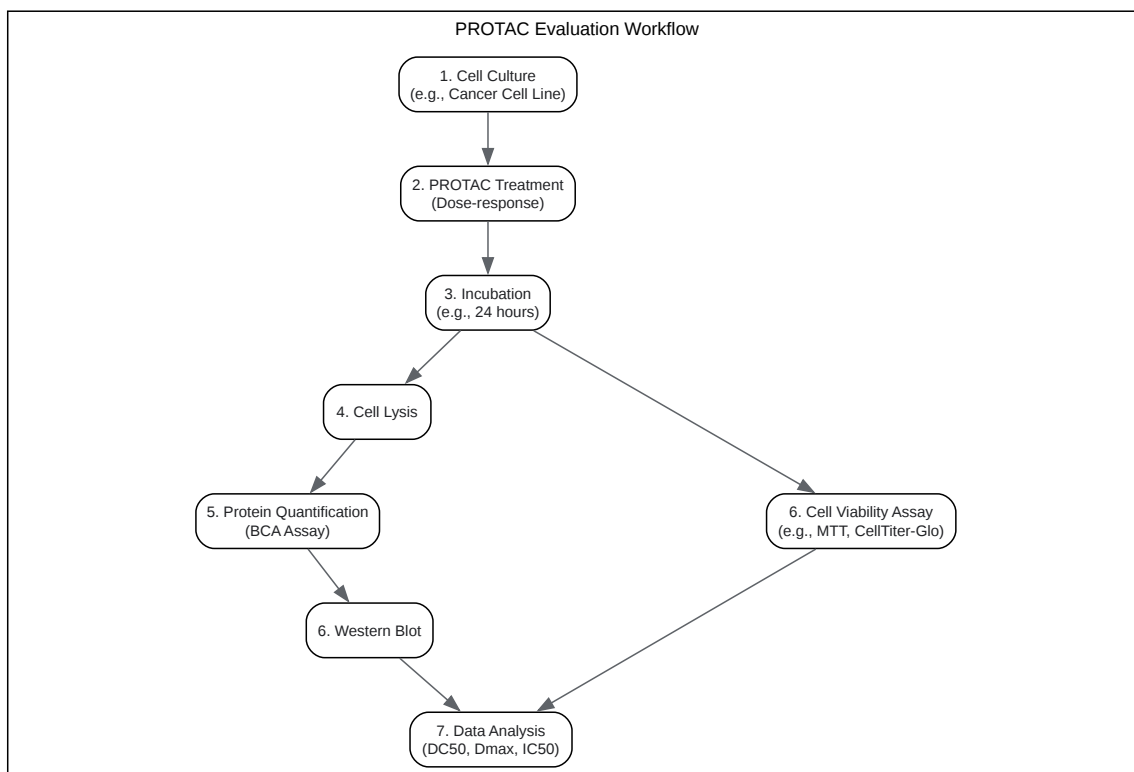 PROTAC Evaluation Workflow
1. Cell Culture
(e.g., Cancer Cell Line)
2. PROTAC Treatment
(Dose-response)
3. Incubation
(e.g., 24 hours)
4. Cell Lysis
5. Protein Quantification
(BCA Assay)
6. Cell Viability Assay
(e.g., MTT, CellTiter-Glo)
6. Western Blot
7. Data Analysis
(DC50, Dmax, IC50)